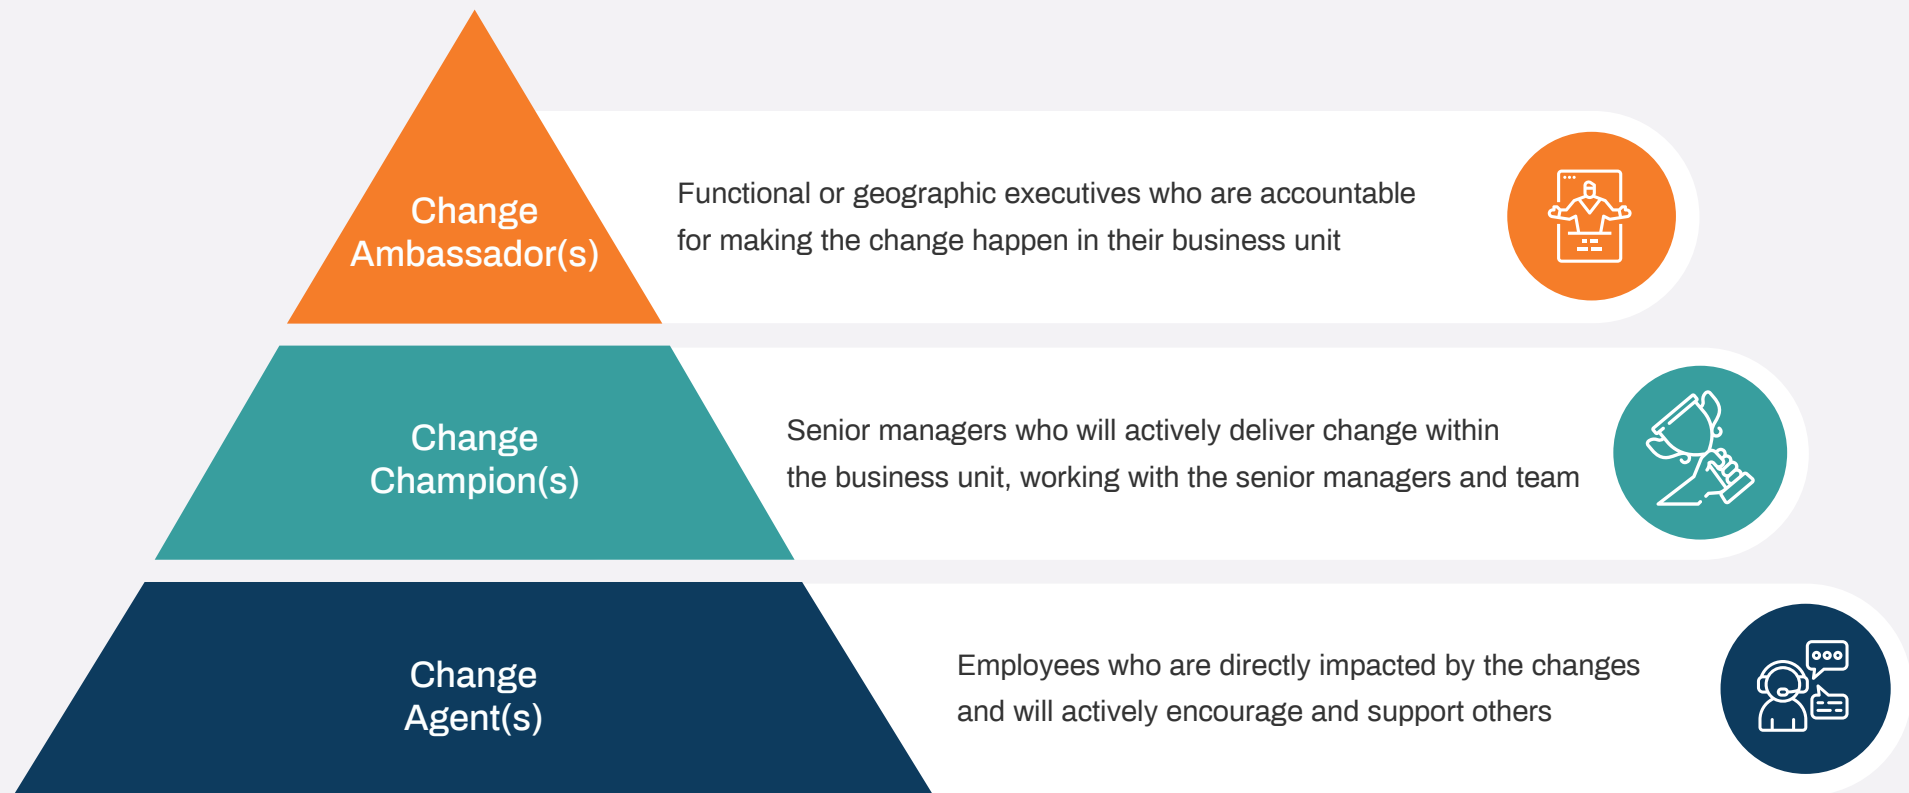 Change
Ambassador(s)
Functional or geographic executives who are accountable
for making the change happen in their business unit
Change
Champion(s)
Senior managers who will actively deliver change within
the business unit, working with the senior managers and team
Change
Agent(s)
Employees who are directly impacted by the changes
and will actively encourage and support others